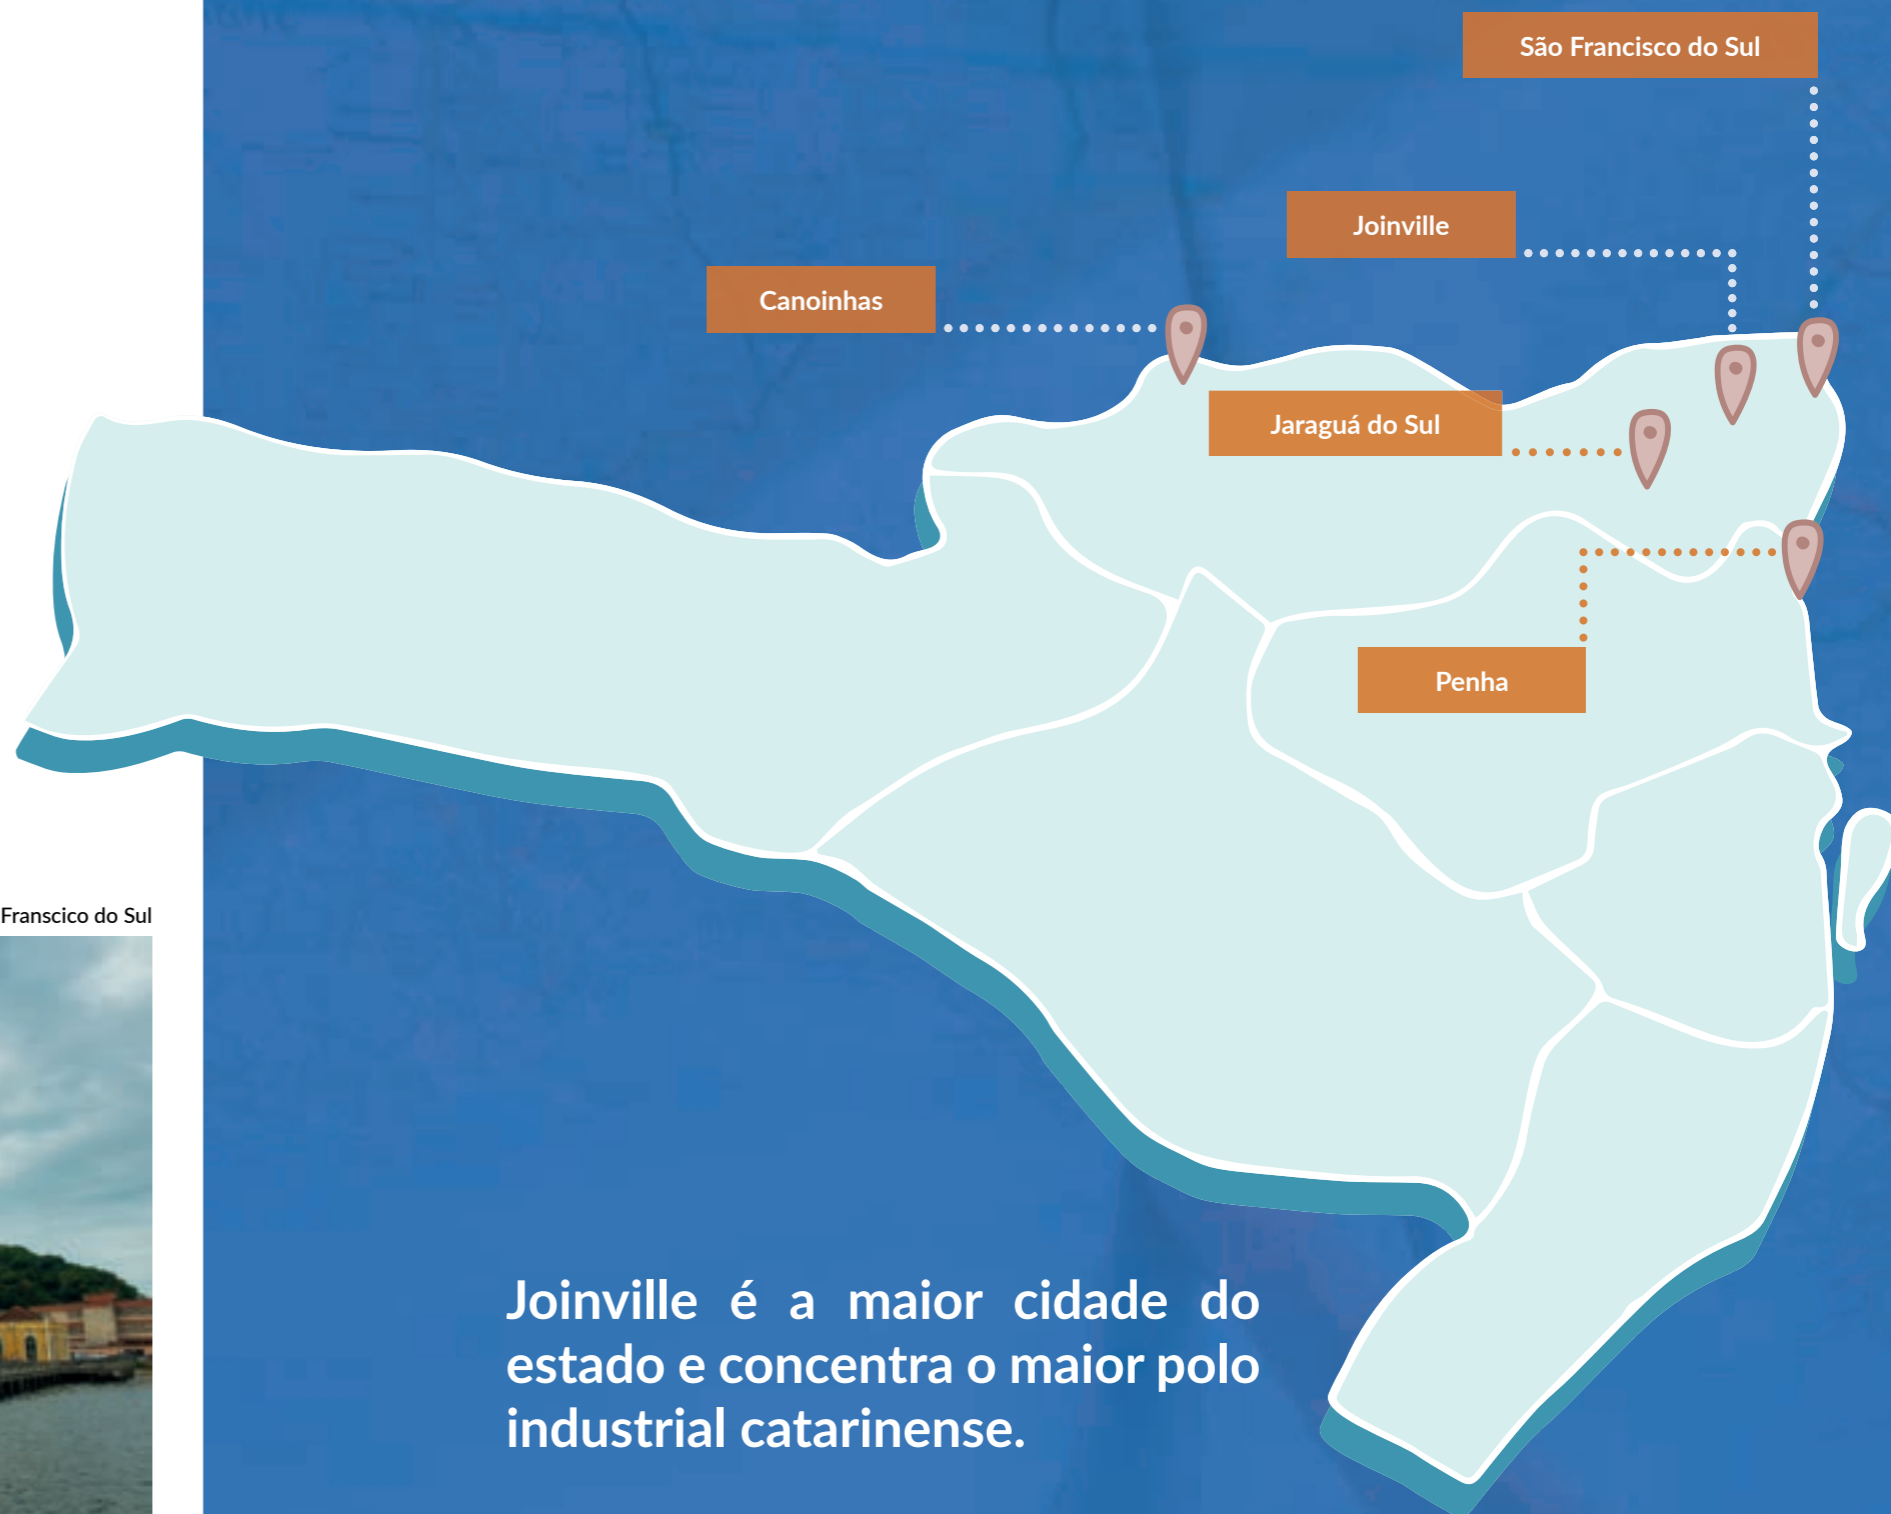 São Francisco do Sul
Joinville
Canoinhas
Jaraguá do Sul
Penha
Franscico do Sul
Joinville é a maior cidade do
estado e concentra o maior polo
industrial catarinense.